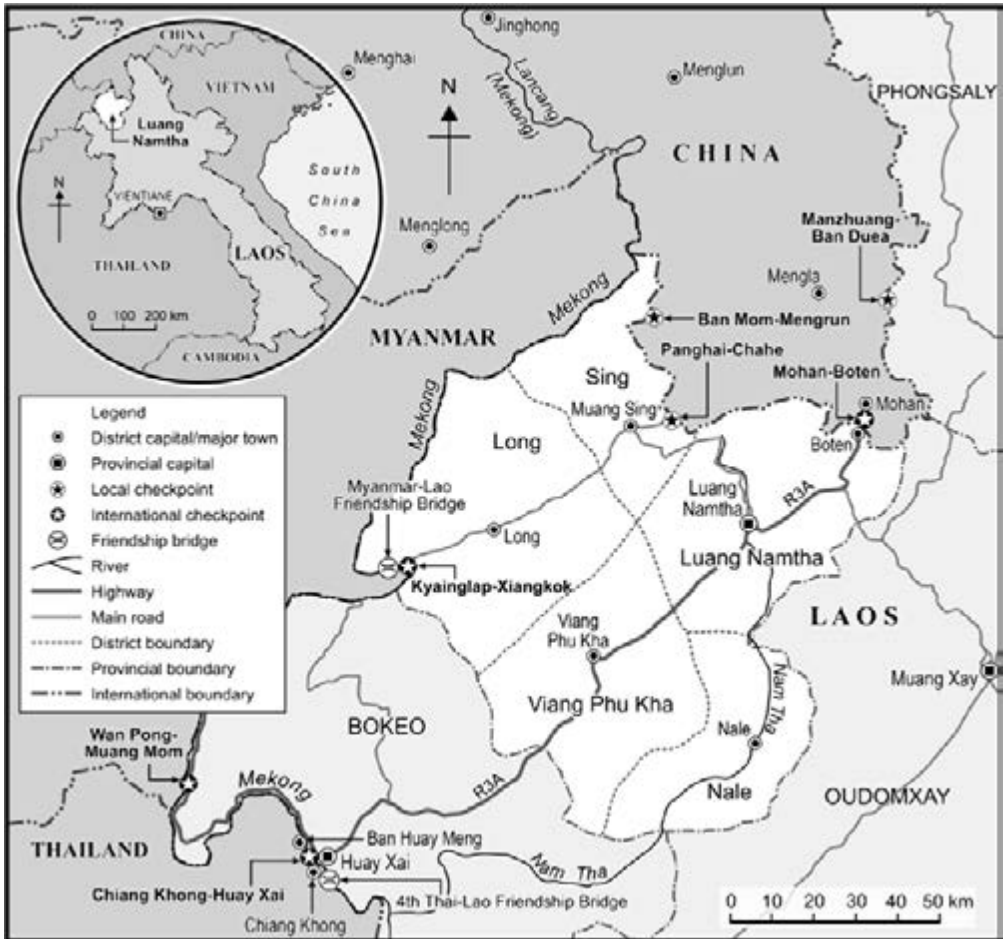 CHINA
VIETNAM
Luang
Namtha
N
VIENTIANE
South
China
Sea
LAOS
THAILAND
0 200 km
CAMBODIA
Jinghong
Menghai
Lancang
(Mekong)
Menglun
N
PHONGSALY
CHINA
Menglong
Manzhuang-
Ban Duea
Mengla
Mekong
MYANMAR
Ban Mom-Mengrun
Panghai-Chahe
Mohan-Boten
Sing
Muang Sing
Mohan
Boten
Mekong
Long
Myanmar-Lao
Friendship Bridge
Long
Kyainglap-Xiangkok
Luang
Namtha
R3A
Luang Namtha
LAOS
Legend
District capital/major town
Provincial capital
Local checkpoint
International checkpoint
Friendship bridge
River
Highway
Main road
District boundary
Provincial boundary
International boundary
Viang
Phu Kha
Viang Phu Kha
Nam Tha
Muang Xay
BOKEO
Nale
Nale
Wan Pong-
Muang Mom
Mekong
R3A
OUDOMXAY
THAILAND
Ban Huay Meng
Huay Xai
Chiang Khong-Huay Xai
Nam Tha
4th Thai-Lao Friendship Bridge
Chiang Khong
0 10 20 30 40 50 km